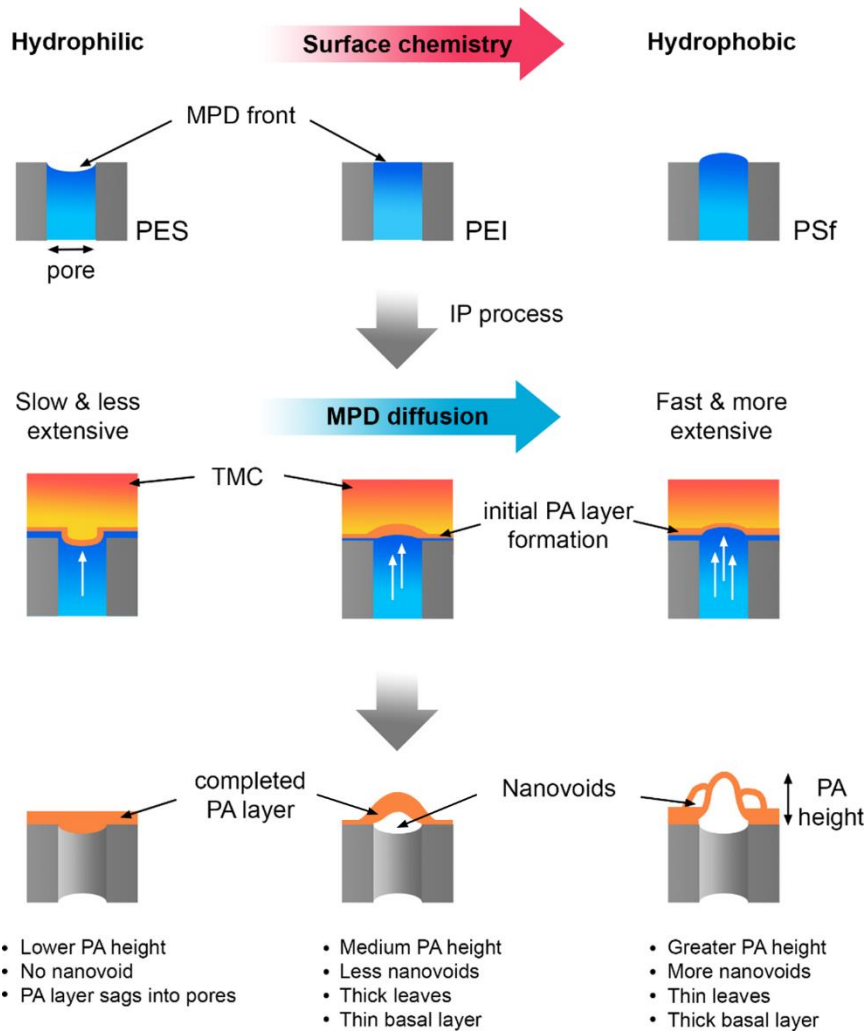 Hydrophilic
Surface chemistry
Hydrophobic
MPD front
PES
PEI
PSf
pore
IP process
Slow & less
extensive
MPD diffusion
Fast & more
extensive
TMC
initial PA layer
formation
completed
PA layer
Nanovoids
PA
height
• Lower PA height
• No nanovoid
• PA layer sags into pores
• Medium PA height
• Less nanovoids
• Thick leaves
• Thin basal layer
• Greater PA height
• More nanovoids
• Thin leaves
• Thick basal layer